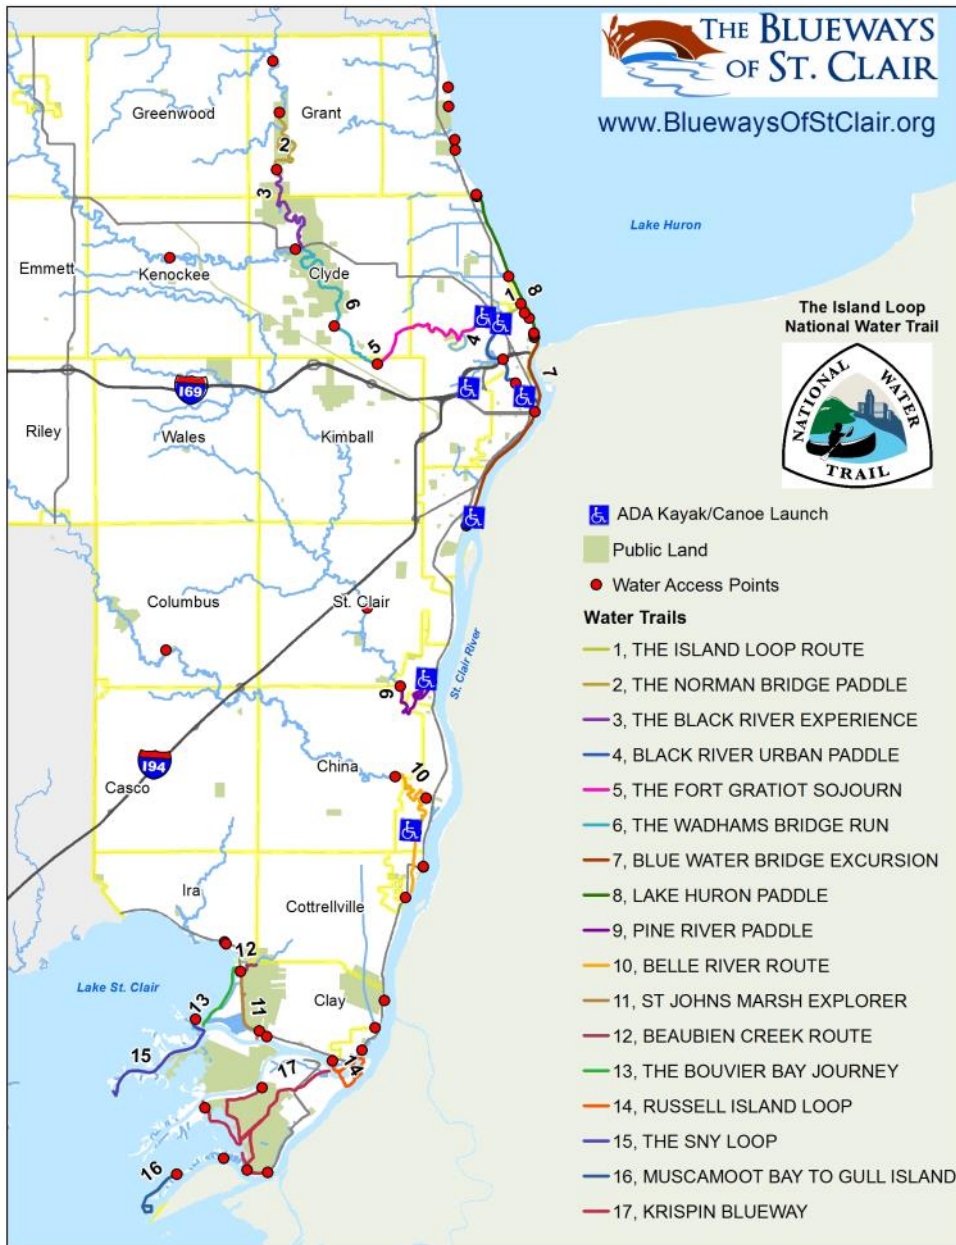 THE BLUEWAYS
OF ST. CLAIR
www.BluewaysOfStClair.org
Greenwood
Grant
2
3
Lake Huron
Emmett
Kenockee
Clyde
6
8
1
4
5
7
The Island Loop
National Water Trail
NATIONAL WATER
TRAIL
I69
Riley
Wales
Kimball
ADA Kayak/Canoe Launch
Public Land
Water Access Points
Columbus
St. Clair
St. Clair River
9
Water Trails
1, THE ISLAND LOOP ROUTE
2, THE NORMAN BRIDGE PADDLE
3, THE BLACK RIVER EXPERIENCE
4, BLACK RIVER URBAN PADDLE
5, THE FORT GRATIOT SOJOURN
6, THE WADHAMS BRIDGE RUN
7, BLUE WATER BRIDGE EXCURSION
8, LAKE HURON PADDLE
9, PINE RIVER PADDLE
10, BELLE RIVER ROUTE
11, ST JOHNS MARSH EXPLORER
12, BEAUBIEN CREEK ROUTE
13, THE BOUVIER BAY JOURNEY
14, RUSSELL ISLAND LOOP
15, THE SNY LOOP
16, MUSCAMOOT BAY TO GULL ISLAND
17, KRISPIN BLUEWAY
I94
China
10
Casco
Ira
Cottrellville
12
Lake St. Clair
13
11
Clay
15
17
14
16